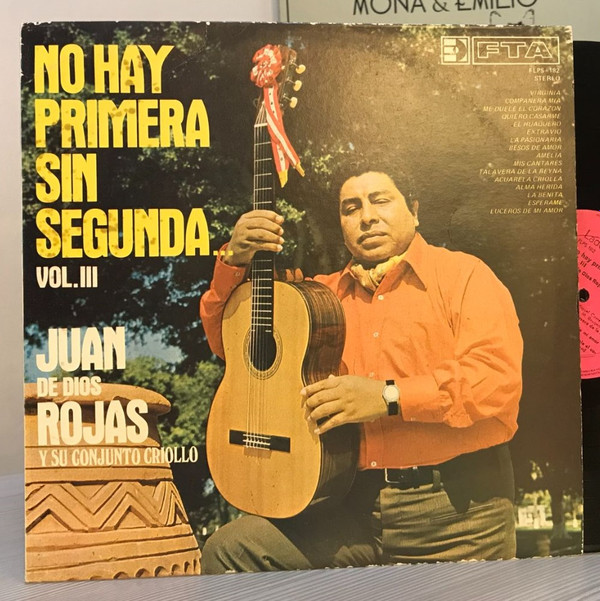 MONA & EMILIO
NO HAY
PRIMERA
SIN
SEGUNDA...
VOL. III
JUAN
DE DIOS
ROJAS
Y SU CONJUNTO CRIOLLO
FTA
FLPS-192
STEREO
VIRGINIA
COMPAÑERA MIA
ME DUELE EL CORAZON
QUIERO CASARME
EL HUAQUERO
EXTRAVIO
LA PASIONARIA
BESOS DE AMOR
AMELIA
MIS CANTARES
TALAVERA DE LA REYNA
ACUARELA CRIOLLA
ALMA HERIDA
LA BENITA
ESPERAME
LUCEROS DE MI AMOR